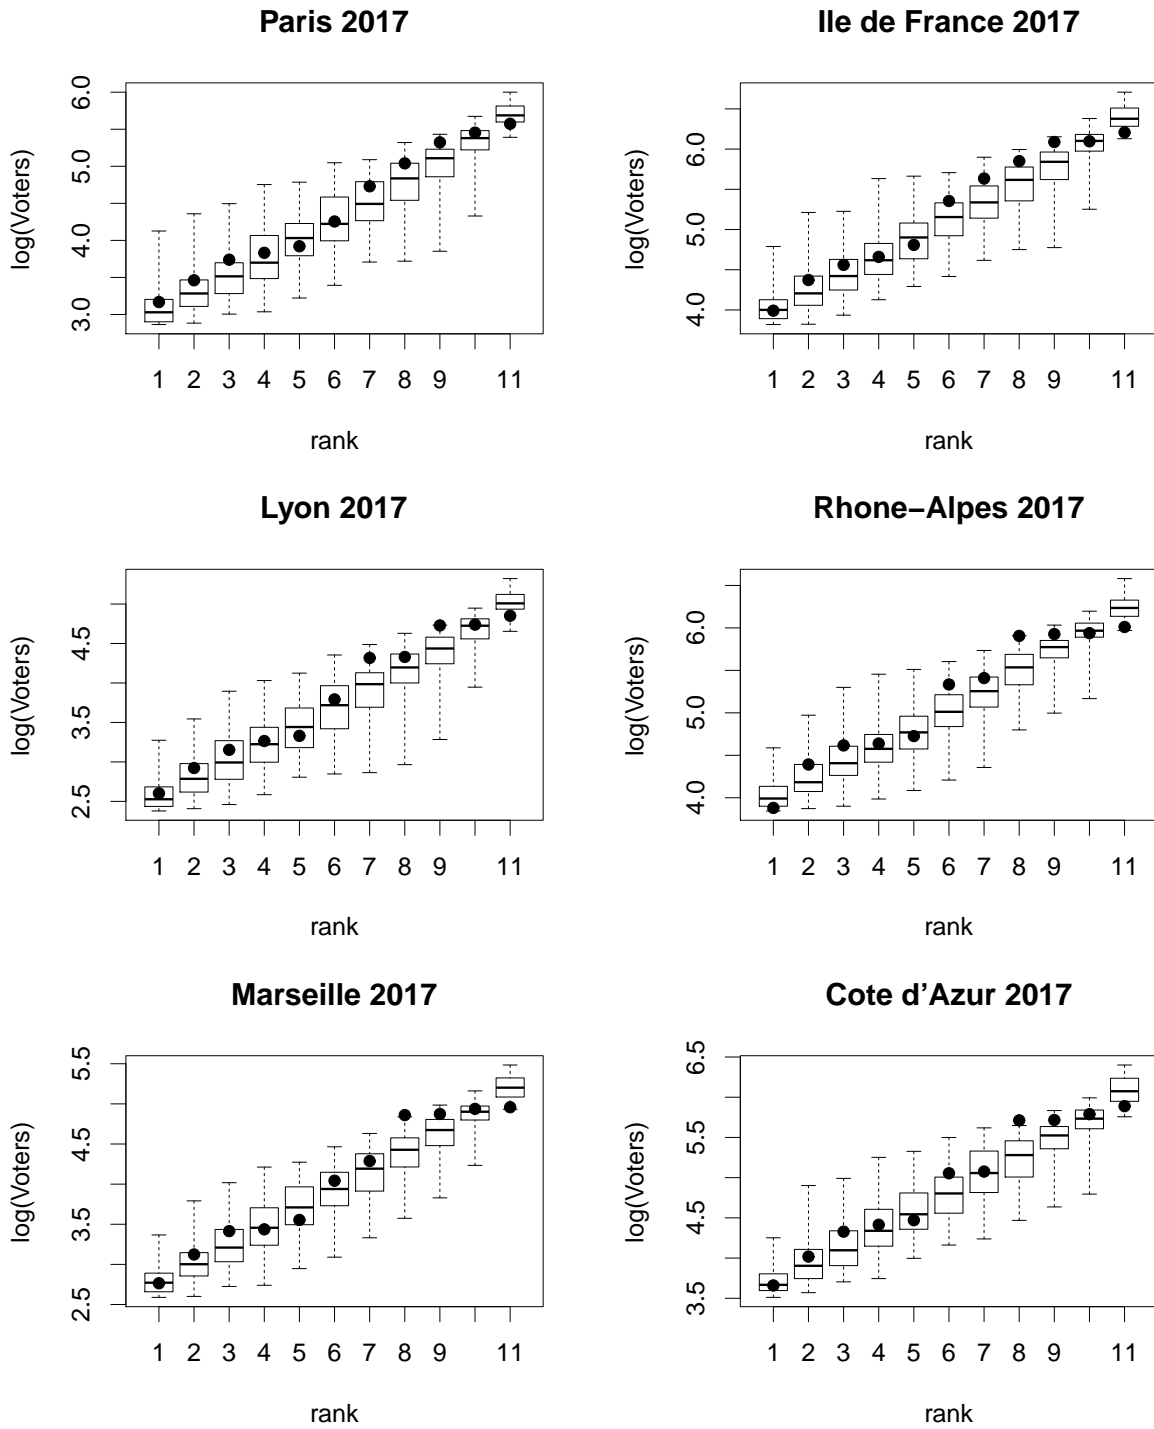 Paris 2017
log(Voters)
6.0
5.0
4.0
3.0
1 2 3 4 5 6 7 8 9 11
rank
Ile de France 2017
log(Voters)
6.0
5.0
4.0
1 2 3 4 5 6 7 8 9 11
rank
Lyon 2017
log(Voters)
4.5
3.5
2.5
1 2 3 4 5 6 7 8 9 11
rank
Rhone−Alpes 2017
log(Voters)
6.0
5.0
4.0
1 2 3 4 5 6 7 8 9 11
rank
Marseille 2017
log(Voters)
5.5
4.5
3.5
2.5
1 2 3 4 5 6 7 8 9 11
rank
Cote d’Azur 2017
log(Voters)
6.5
5.5
4.5
3.5
1 2 3 4 5 6 7 8 9 11
rank